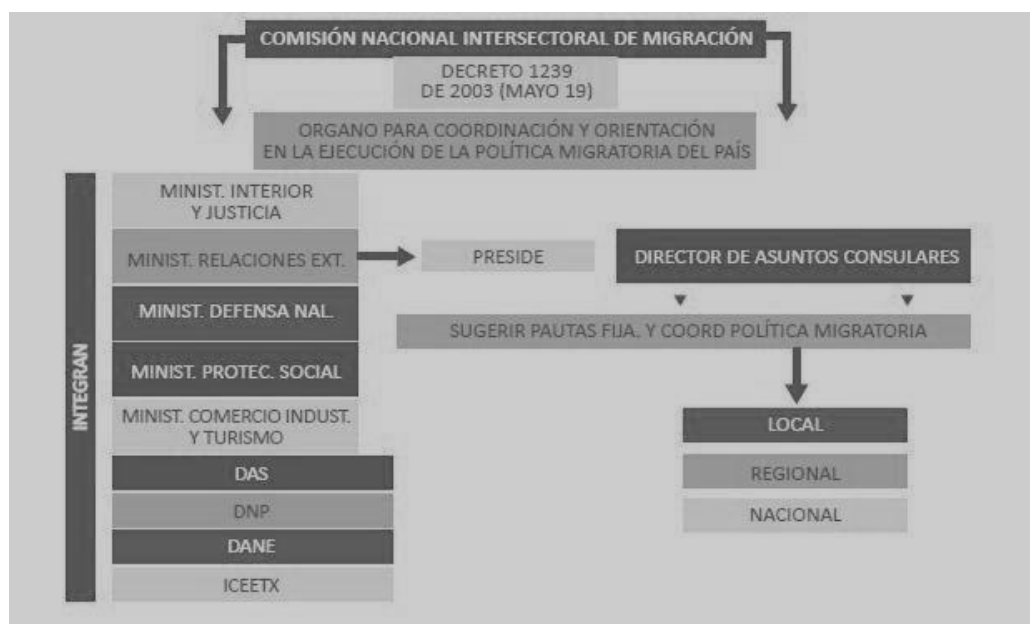 COMISIÓN NACIONAL INTERSECTORAL DE MIGRACIÓN
DECRETO 1239
DE 2003 (MAYO 19)
ORGANO PARA COORDINACIÓN Y ORIENTACIÓN
EN LA EJECUCIÓN DE LA POLÍTICA MIGRATORIA DEL PAÍS
INTEGRAN
MINIST. INTERIOR
Y JUSTICIA
MINIST. RELACIONES EXT.
MINIST. DEFENSA NAL.
MINIST. PROTEC. SOCIAL
MINIST. COMERCIO INDUST.
Y TURISMO
DAS
DNP
DANE
ICEETX
PRESIDE
DIRECTOR DE ASUNTOS CONSULARES
SUGERIR PAUTAS FIJA. Y COORD POLÍTICA MIGRATORIA
LOCAL
REGIONAL
NACIONAL